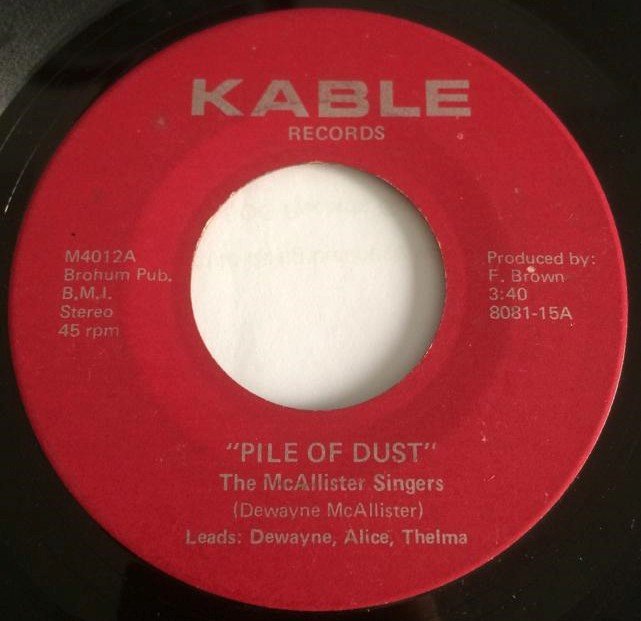 KABLE
RECORDS
M4012A
Brohum Pub.
B.M.I.
Stereo
45 rpm
Produced by:
F. Brown
3:40
8081-15A
"PILE OF DUST"
The McAllister Singers
(Dewayne McAllister)
Leads: Dewayne, Alice, Thelma